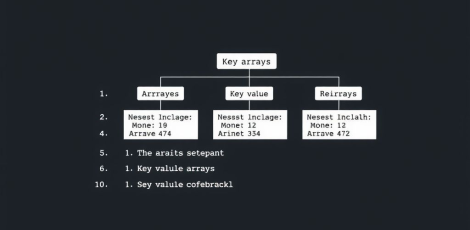 Key arrays
1. Arrrayes Key value Reirrays
2. Nesest Inclage: Nessst Inclage: Nesest Inclalh:
Mone: 19 Mone: 12 Mone: 12
4. Arrave 474 Arinet 334 Arrave 472
5. 1. The araits setepant
6. 1. Key valule arrays
10. 1. Sey valule cofebrackl